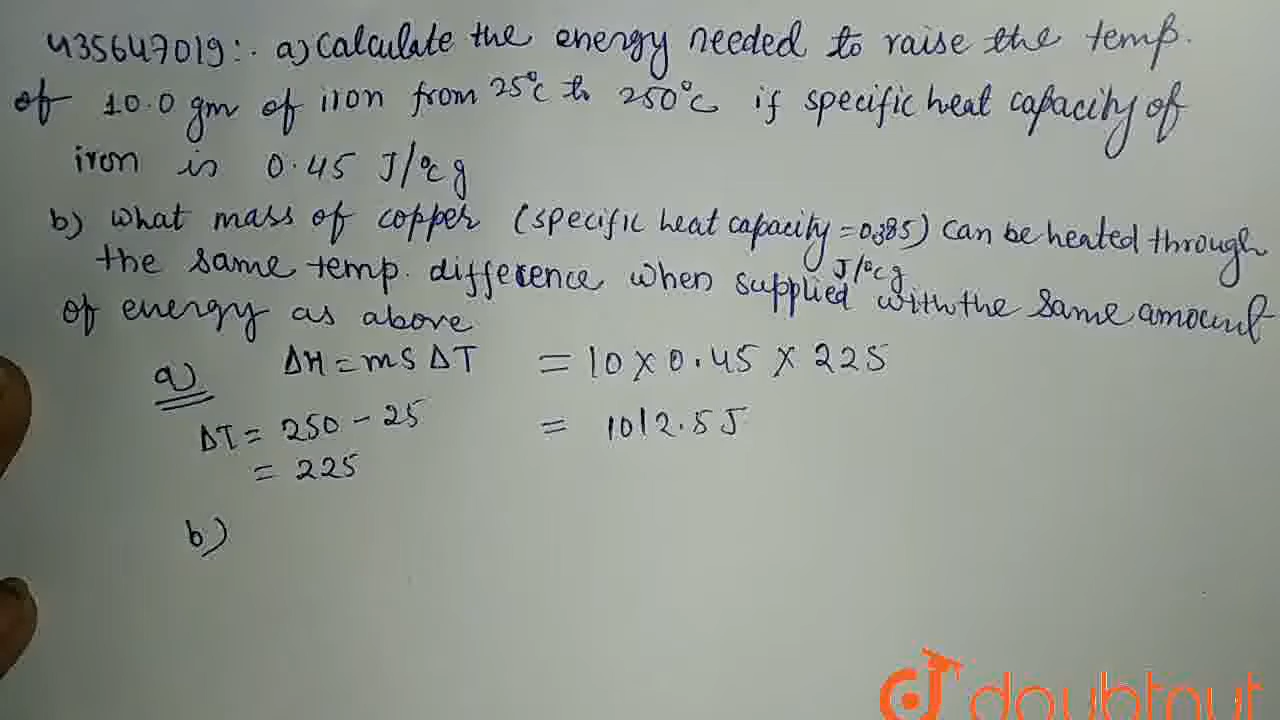 435647019:. a) Calculate the energy needed to raise the temp.
of 10.0 gm of iron from 25°C to 250°C if specific heat capacity of
iron is 0.45 J/°C g
b) What mass of copper (specific heat capacity = 0.385) can be heated through
J/°C g
the same temp. difference when supplied with the same amount
of energy as above
a) ΔH = ms ΔT = 10 × 0.45 × 225
ΔT = 250 - 25 = 1012.5 J
= 225
b)
doubtnut